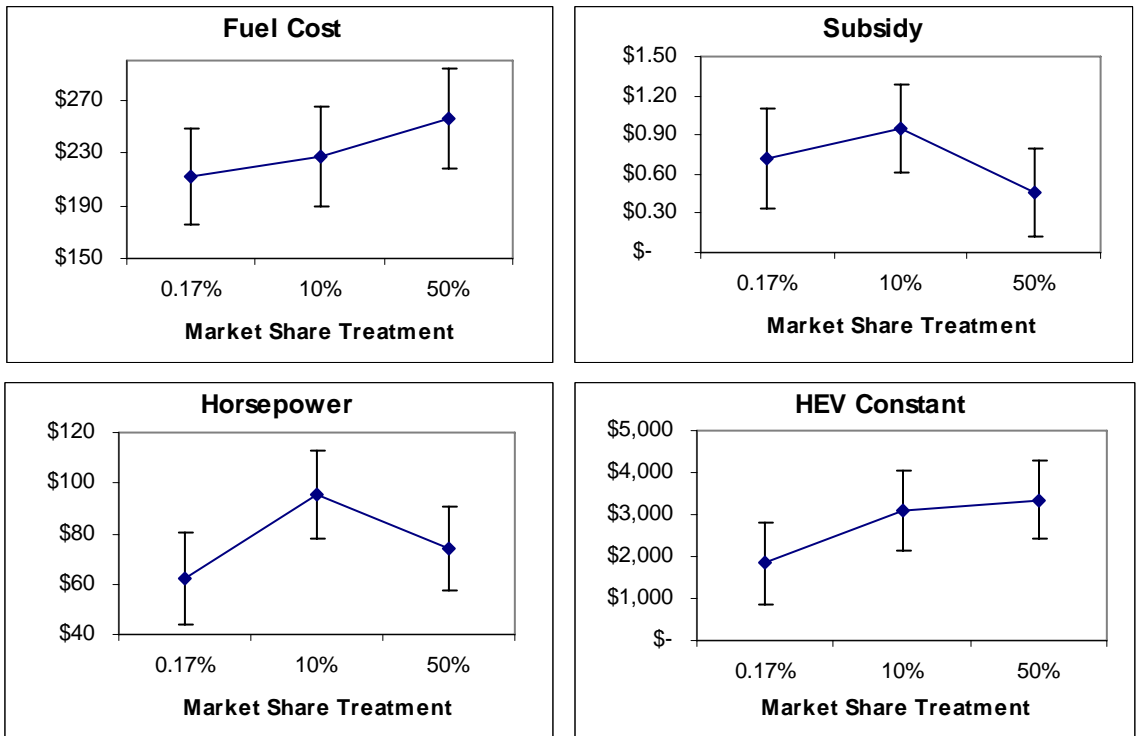 Fuel Cost
$270
$230
$190
$150
0.17% 10% 50%
Market Share Treatment
Subsidy
$1.50
$1.20
$0.90
$0.60
$0.30
$-
0.17% 10% 50%
Market Share Treatment
Horsepower
$120
$100
$80
$60
$40
0.17% 10% 50%
Market Share Treatment
HEV Constant
$5,000
$4,000
$3,000
$2,000
$1,000
$-
0.17% 10% 50%
Market Share Treatment